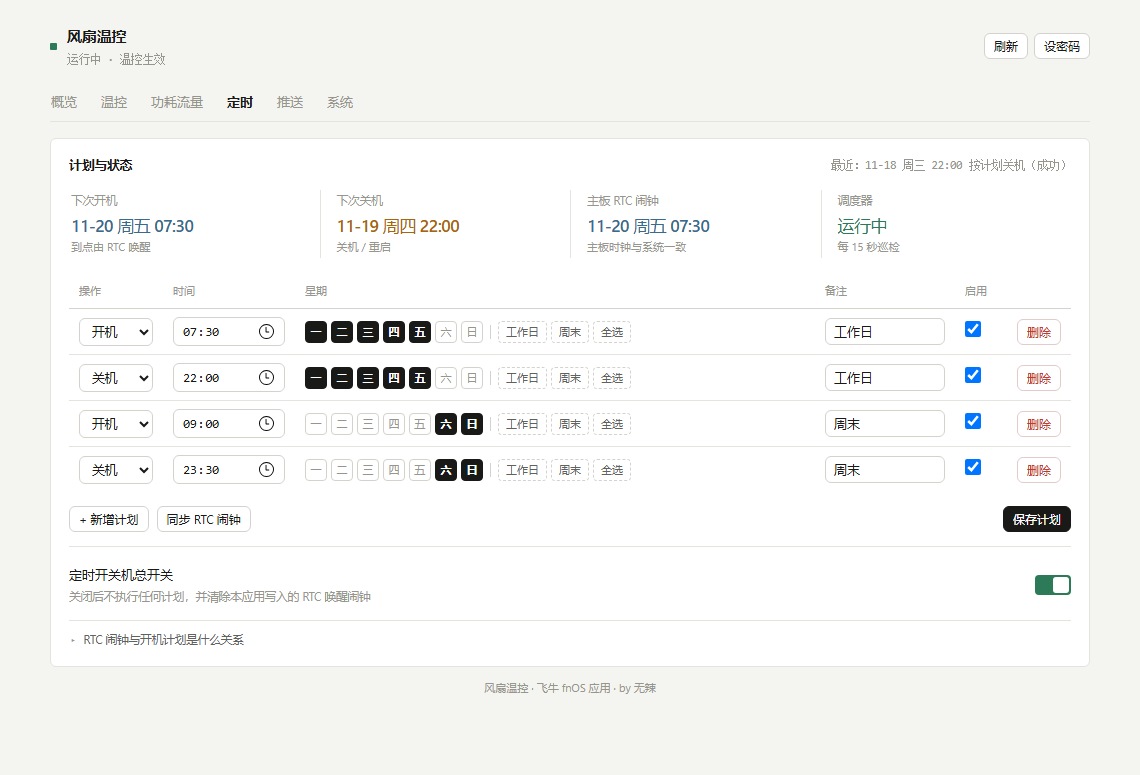 风扇温控
运行中 · 温控生效
刷新 设密码
概览 温控 功耗流量 定时 推送 系统
计划与状态 最近: 11-18 周三 22:00 按计划关机（成功）
下次开机 下次关机 主板 RTC 闹钟 调度器
11-20 周五 07:30 11-19 周四 22:00 11-20 周五 07:30 运行中
到点由 RTC 唤醒 关机 / 重启 主板时钟与系统一致 每 15 秒巡检
操作 时间 星期 备注 启用
开机 07:30 一 二 三 四 五 六 日 工作日 周末 全选 工作日 删除
关机 22:00 一 二 三 四 五 六 日 工作日 周末 全选 工作日 删除
开机 09:00 一 二 三 四 五 六 日 工作日 周末 全选 周末 删除
关机 23:30 一 二 三 四 五 六 日 工作日 周末 全选 周末 删除
+ 新增计划 同步 RTC 闹钟 保存计划
定时开关机总开关
关闭后不执行任何计划，并清除本应用写入的 RTC 唤醒闹钟
RTC 闹钟与开机计划是什么关系
风扇温控 · 飞牛 fnOS 应用 · by 无辣